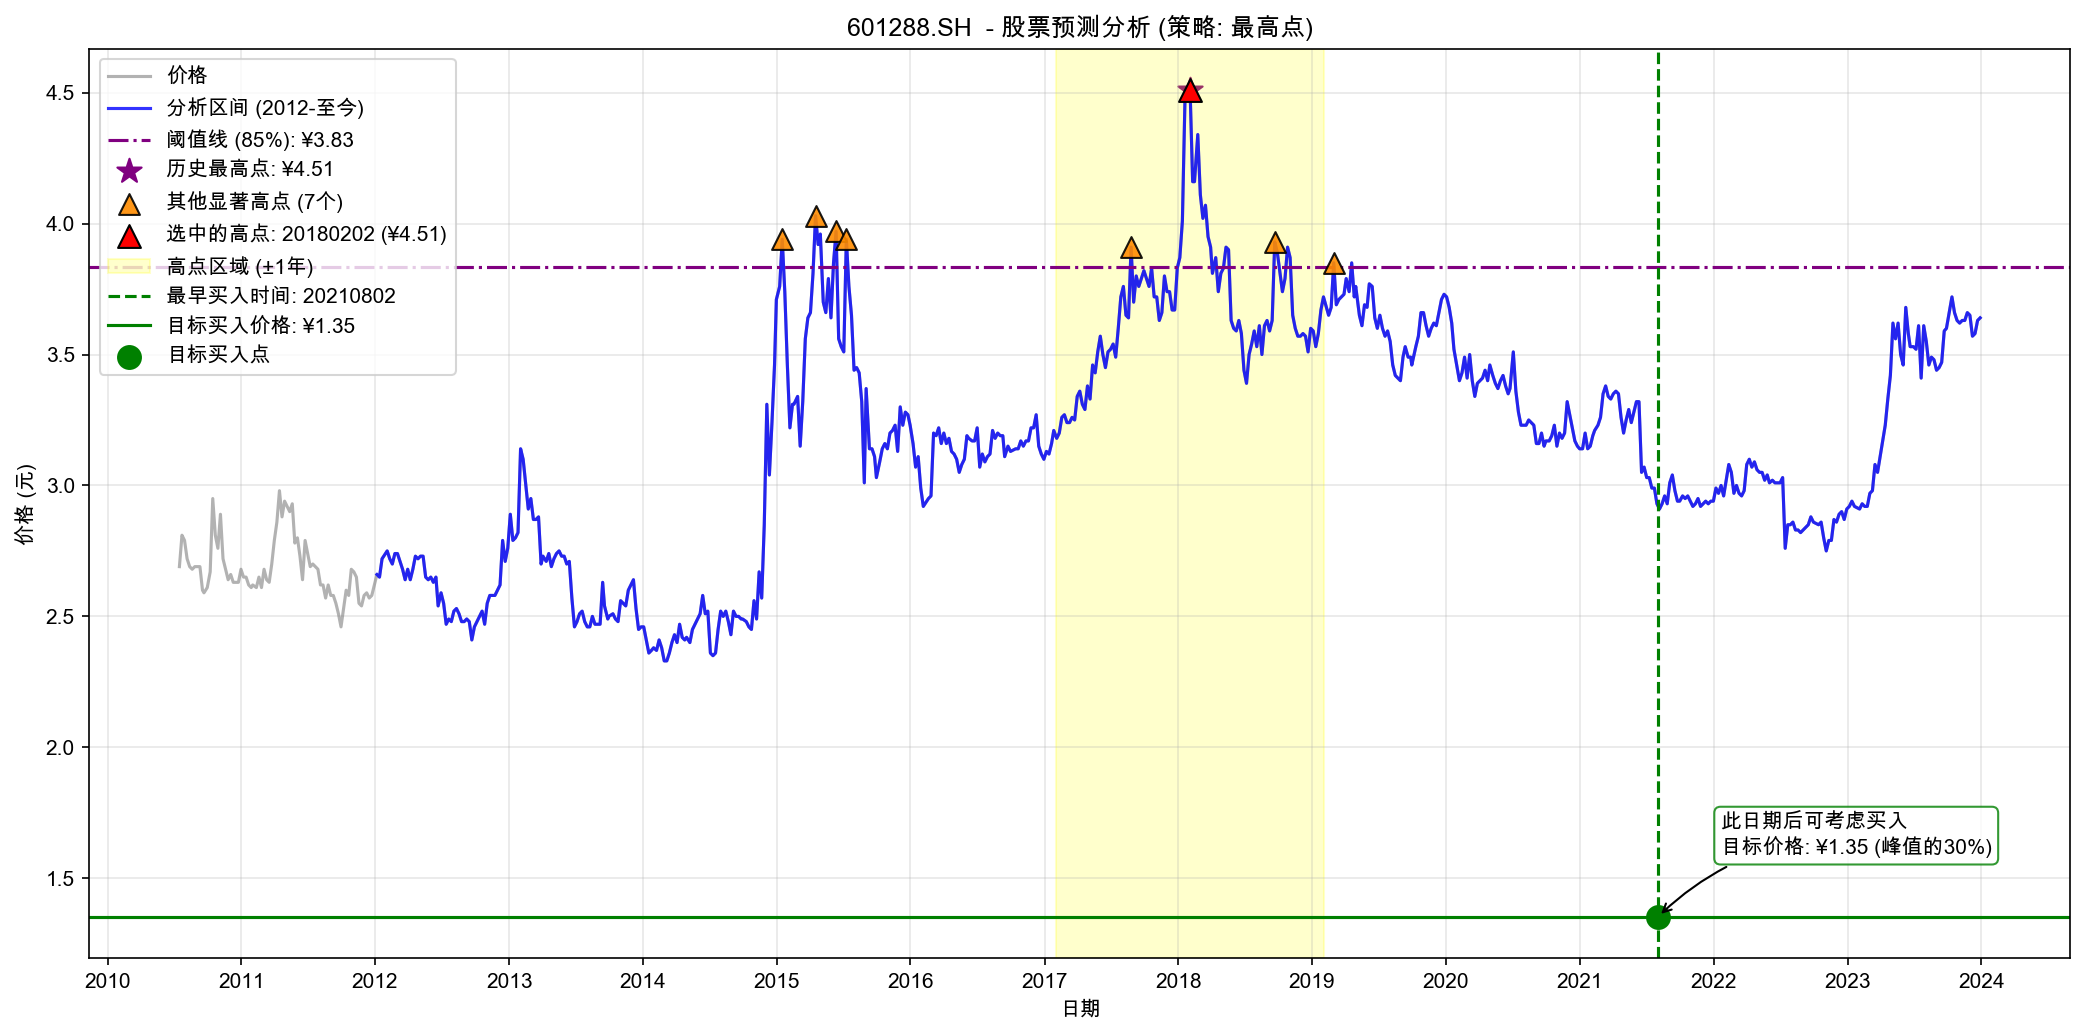 601288.SH - 股票预测分析 (策略: 最高点)
价格
分析区间 (2012-至今)
阈值线 (85%): ¥3.83
历史最高点: ¥4.51
其他显著高点 (7个)
选中的高点: 20180202 (¥4.51)
高点区域 (±1年)
最早买入时间: 20210802
目标买入价格: ¥1.35
目标买入点
4.5
4.0
3.5
3.0
2.5
2.0
1.5
价格 (元)
此日期后可考虑买入
目标价格: ¥1.35 (峰值的30%)
2010 2011 2012 2013 2014 2015 2016 2017 2018 2019 2020 2021 2022 2023 2024
日期